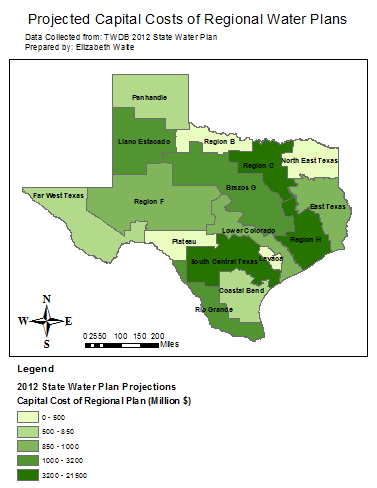 Projected Capital Costs of Regional Water Plans
Data Collected from: TWDB 2012 State Water Plan
Prepared by: Elizabeth Waite
Panhandle
Llano Estacado
Region B
Region C
North East Texas
Far West Texas
Region F
Brazos G
East Texas
Lower Colorado
Plateau
Region H
South Central Texas
Lavaca
Coastal Bend
Rio Grande
N
W E
S
0 25 50 100 150 200
Miles
Legend
2012 State Water Plan Projections
Capital Cost of Regional Plan (Million $)
0 - 500
500 - 850
850 - 1000
1000 - 3200
3200 - 21500